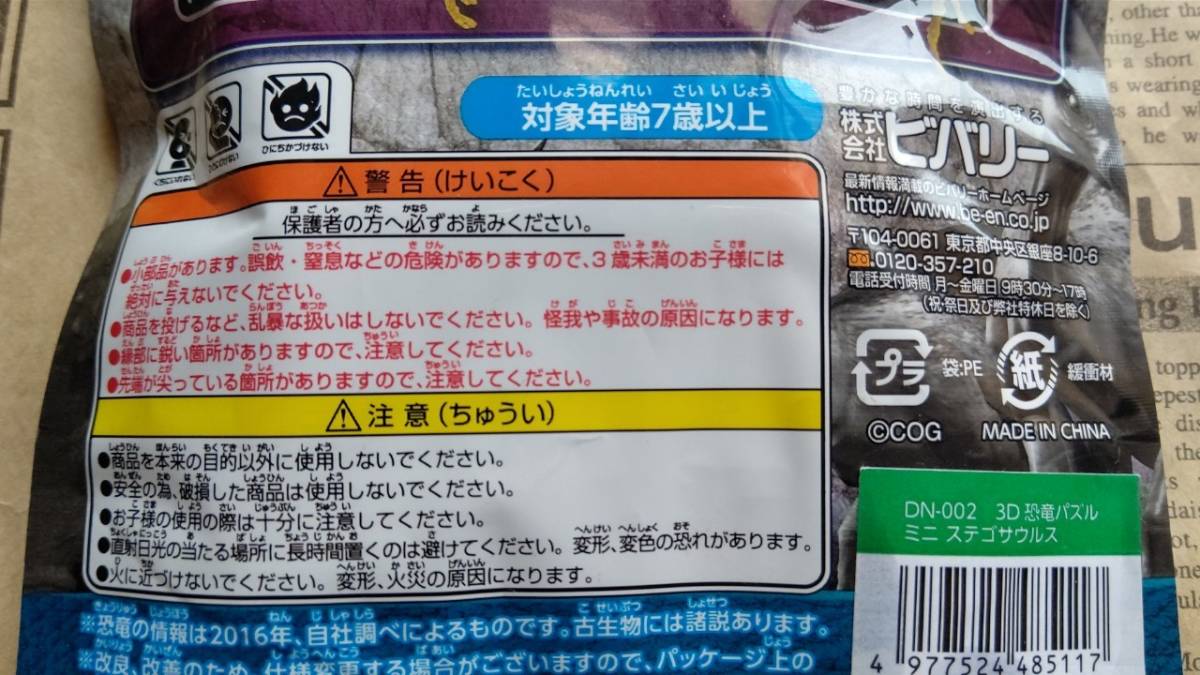 対象年齢7歳以上
たいしょうねんれい さいいじょう
ひにちかづけない
警告(けいこく)
保護者の方へ必ずお読みください。
●小部品があります。誤飲・窒息などの危険がありますので、3歳未満のお子様には
絶対に与えないでください。
●商品を投げるなど、乱暴な扱いはしないでください。怪我や事故の原因になります。
●縁部に鋭い箇所がありますので、注意してください。
●先端が尖っている箇所がありますので、注意してください。
注意(ちゅうい)
●商品を本来の目的以外に使用しないでください。
●安全の為、破損した商品は使用しないでください。
●お子様の使用の際は十分に注意してください。
●直射日光の当たる場所に長時間置くのは避けてください。変形、変色の恐れがあります。
●火に近づけないでください。変形、火災の原因になります。
※恐竜の情報は2016年、自社調べによるものです。古生物には諸説あります。
※改良、改善のため、仕様変更する場合がございますので、パッケージ上の
豊かな時間を演出する
株式会社ビバリー
最新情報満載のビバリーホームページ
http://www.be-en.co.jp
〒104-0061 東京都中央区銀座8-10-6
0120-357-210
電話受付時間 月〜金曜日 9時30分〜17時
(祝・祭日及び弊社特休日を除く)
プラ 袋:PE 紙 緩衝材
©COG MADE IN CHINA
DN-002 3D 恐竜パズル
ミニ ステゴサウルス
4 977524 485117
, other tha
ning.He w
a short
s wearing
he w